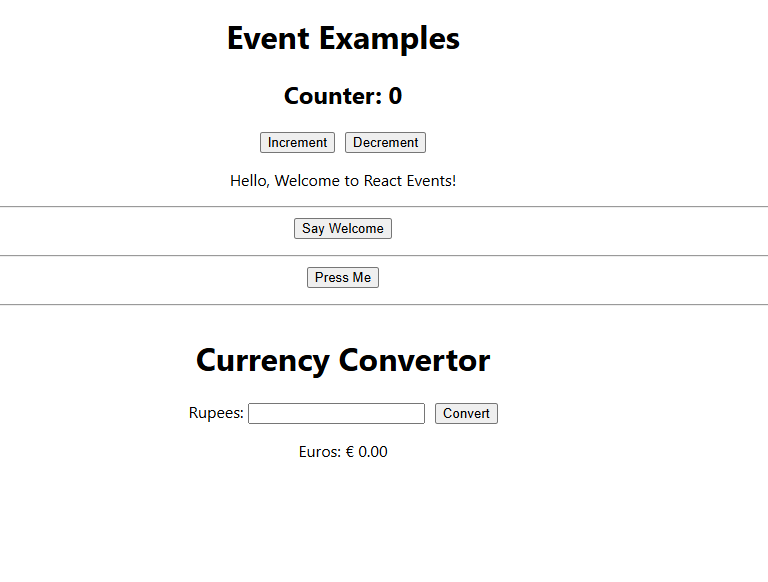 Event Examples
Counter: 0
Increment Decrement
Hello, Welcome to React Events!
Say Welcome
Press Me
Currency Convertor
Rupees: Convert
Euros: € 0.00